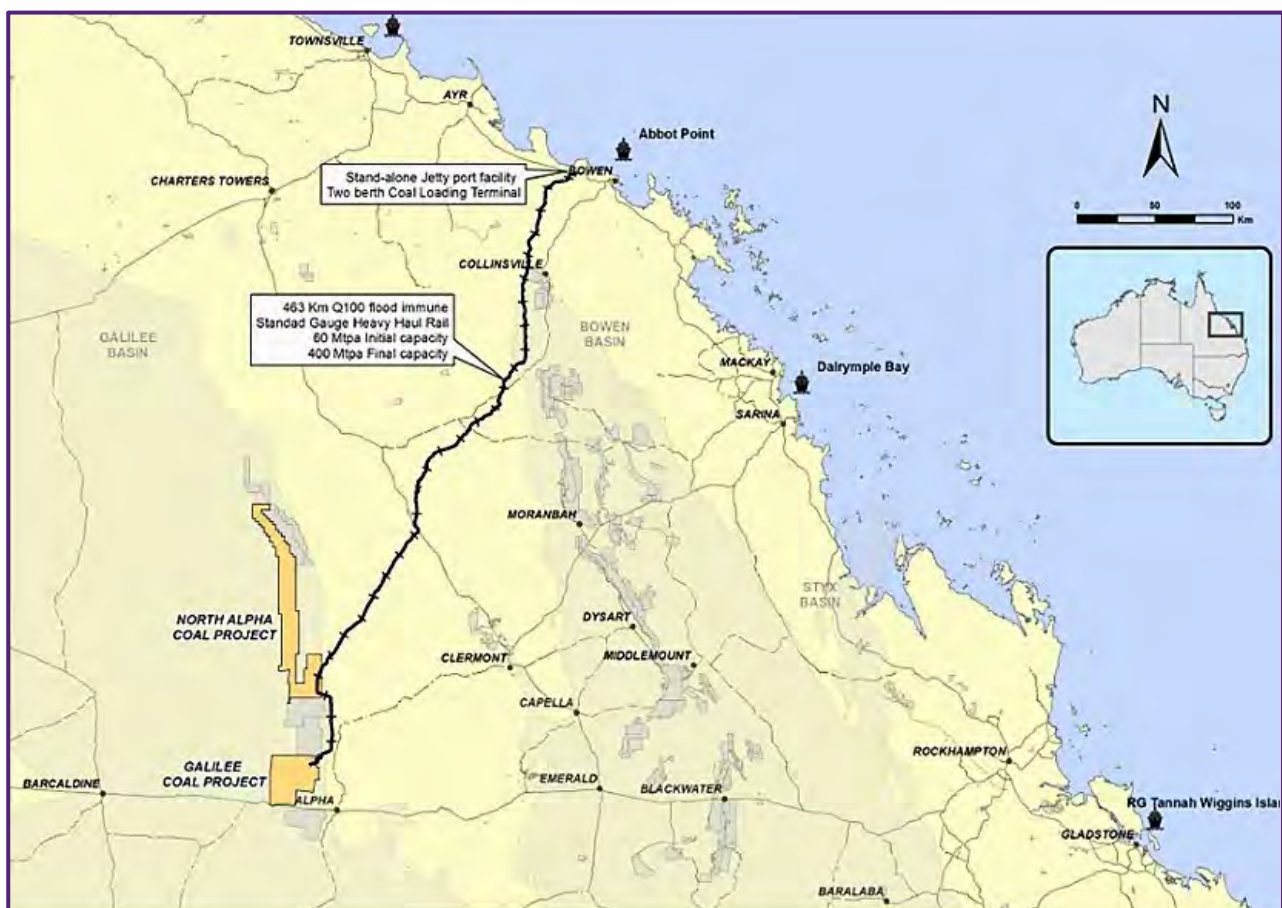 TOWNSVILLE
AYR
Abbot Point
BOWEN
Stand-alone Jetty port facility
Two berth Coal Loading Terminal
CHARTERS TOWERS
N
0 50 100
Km
COLLINSVILLE
463 Km Q100 flood immune
Standad Gauge Heavy Haul Rail
60 Mtpa Initial capacity
400 Mtpa Final capacity
GALILEE
BASIN
BOWEN
BASIN
MACKAY
Dalrymple Bay
SARINA
MORANBAH
STYX
BASIN
NORTH ALPHA
COAL PROJECT
DYSART
CLERMONT
MIDDLEMOUNT
CAPELLA
ROCKHAMPTON
GALILEE
COAL PROJECT
BARCALDINE
ALPHA
EMERALD
BLACKWATER
RG Tannah Wiggins Islan
GLADSTONE
BARALABA